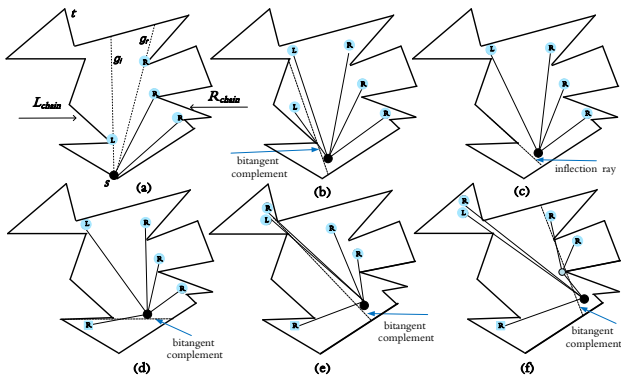 t
g_l
g_r
R
L_chain
R_chain
R
R
L
s
(a)
L
R
R
L
R
bitangent
complement
(b)
L
R
R
R
inflection ray
(c)
L
R
R
R
R
bitangent
complement
(d)
R
L
R
R
R
bitangent
complement
(e)
R
L
R
R
R
bitangent
complement
(f)